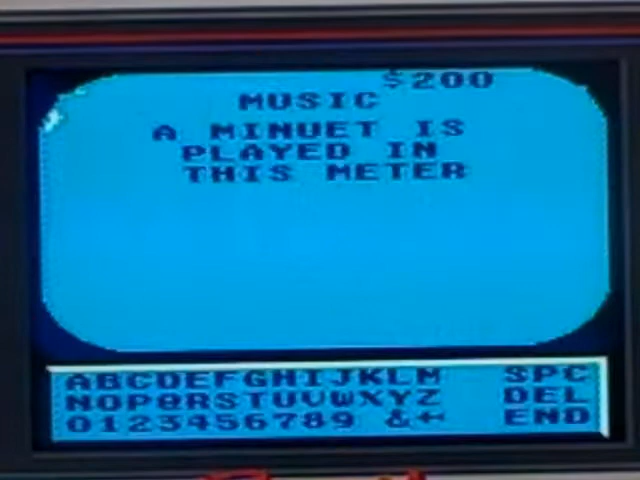 $200
MUSIC
A MINUET IS
PLAYED IN
THIS METER
ABCDEFGHIJKLM SPC
NOPQRSTUVWXYZ DEL
0123456789 &← END